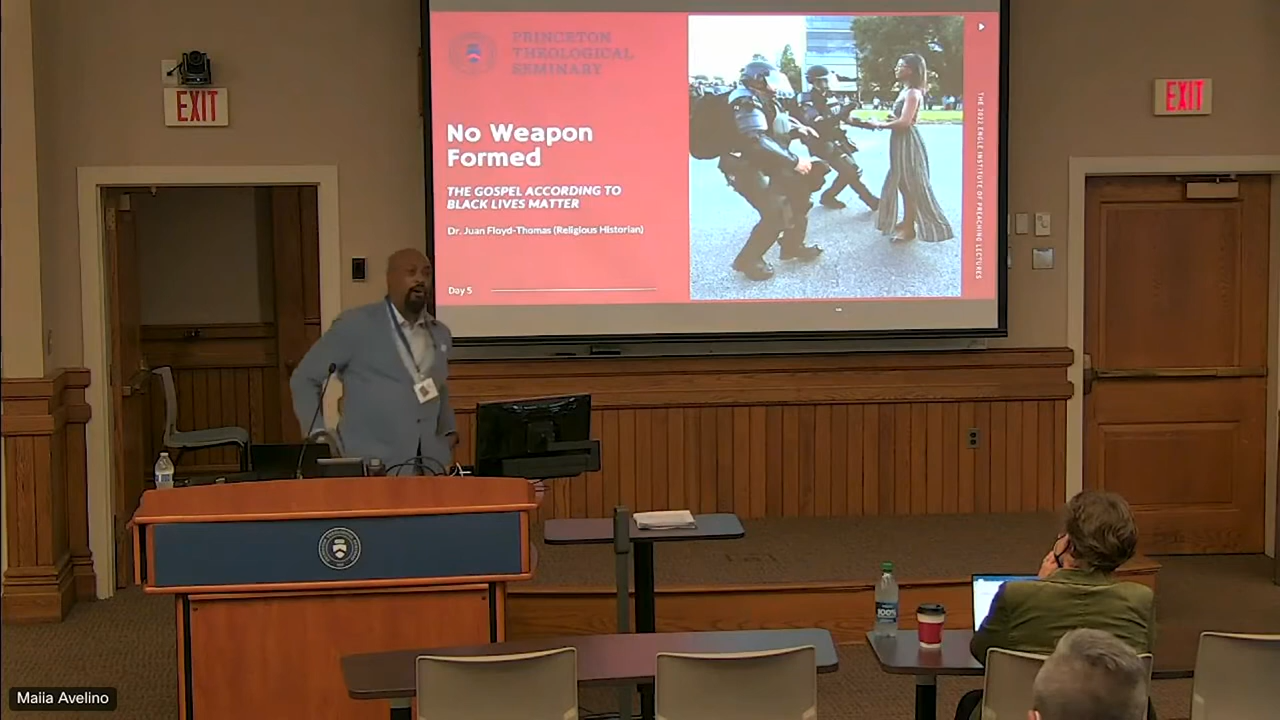 PRINCETON
THEOLOGICAL
SEMINARY
EXIT
EXIT
No Weapon
Formed
THE GOSPEL ACCORDING TO
BLACK LIVES MATTER
Dr. Juan Floyd-Thomas (Religious Historian)
Day 5
THE 2022 ENGLE INSTITUTE OF PREACHING LECTURES
100%
Maiia Avelino